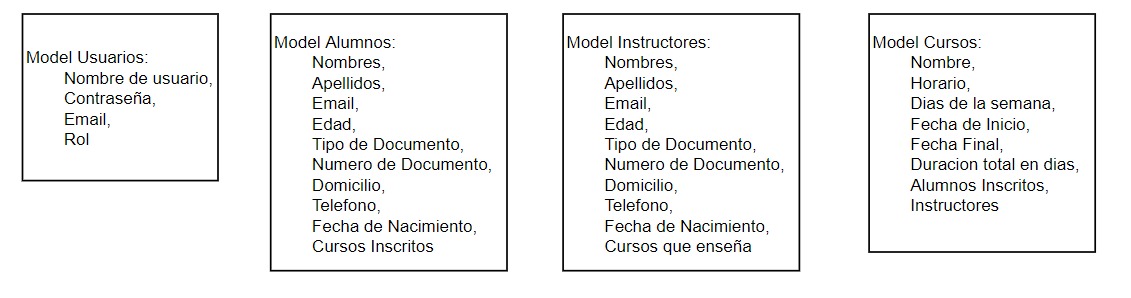 Model Usuarios:
Nombre de usuario,
Contraseña,
Email,
Rol
Model Alumnos:
Nombres,
Apellidos,
Email,
Edad,
Tipo de Documento,
Numero de Documento,
Domicilio,
Telefono,
Fecha de Nacimiento,
Cursos Inscritos
Model Instructores:
Nombres,
Apellidos,
Email,
Edad,
Tipo de Documento,
Numero de Documento,
Domicilio,
Telefono,
Fecha de Nacimiento,
Cursos que enseña
Model Cursos:
Nombre,
Horario,
Dias de la semana,
Fecha de Inicio,
Fecha Final,
Duracion total en dias,
Alumnos Inscritos,
Instructores